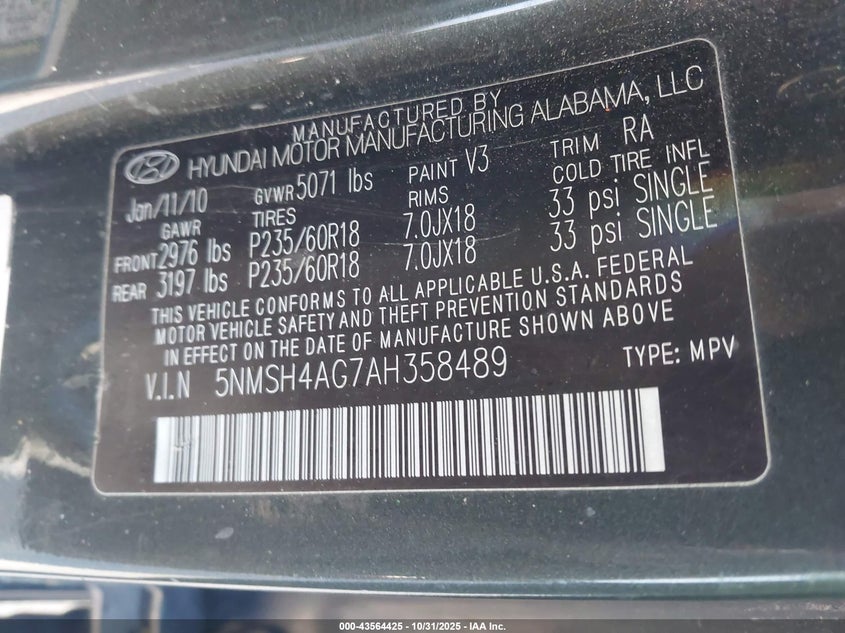 MANUFACTURED BY
HYUNDAI MOTOR MANUFACTURING ALABAMA, LLC
Jan/11/10 GVWR 5071 lbs PAINT V3 TRIM RA
GAWR TIRES RIMS COLD TIRE INFL
FRONT 2976 lbs P235/60R18 7.0JX18 33 psi SINGLE
REAR 3197 lbs P235/60R18 7.0JX18 33 psi SINGLE
THIS VEHICLE CONFORMS TO ALL APPLICABLE U.S.A. FEDERAL
MOTOR VEHICLE SAFETY AND THEFT PREVENTION STANDARDS
IN EFFECT ON THE DATE OF MANUFACTURE SHOWN ABOVE
V.I.N 5NMSH4AG7AH358489 TYPE: MPV
000-43564425 - 10/31/2025 - IAA Inc.